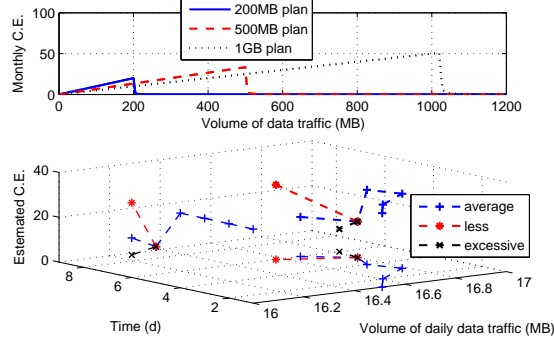 100
50
0
Monthly C.E.
200MB plan
500MB plan
1GB plan
0 200 400 600 800 1000 1200
Volume of data traffic (MB)
40
20
0
Estemated C.E.
average
less
excessive
8 6 4 2
Time (d)
16 16.2 16.4 16.6 16.8 17
Volume of daily data traffic (MB)